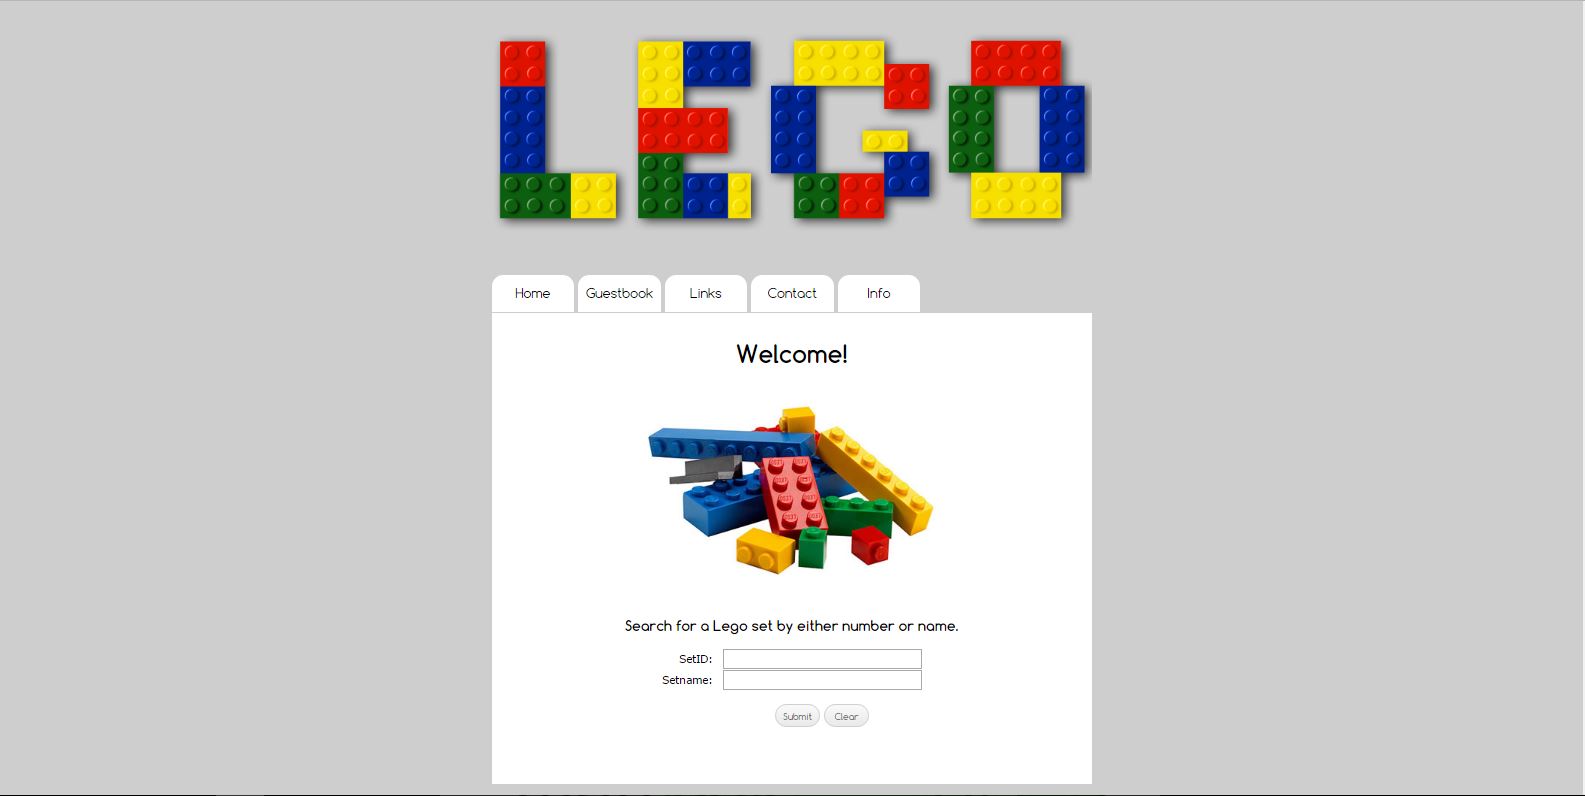 LEGO
Home Guestbook Links Contact Info
Welcome!
Search for a Lego set by either number or name.
SetID:
Setname:
Submit Clear